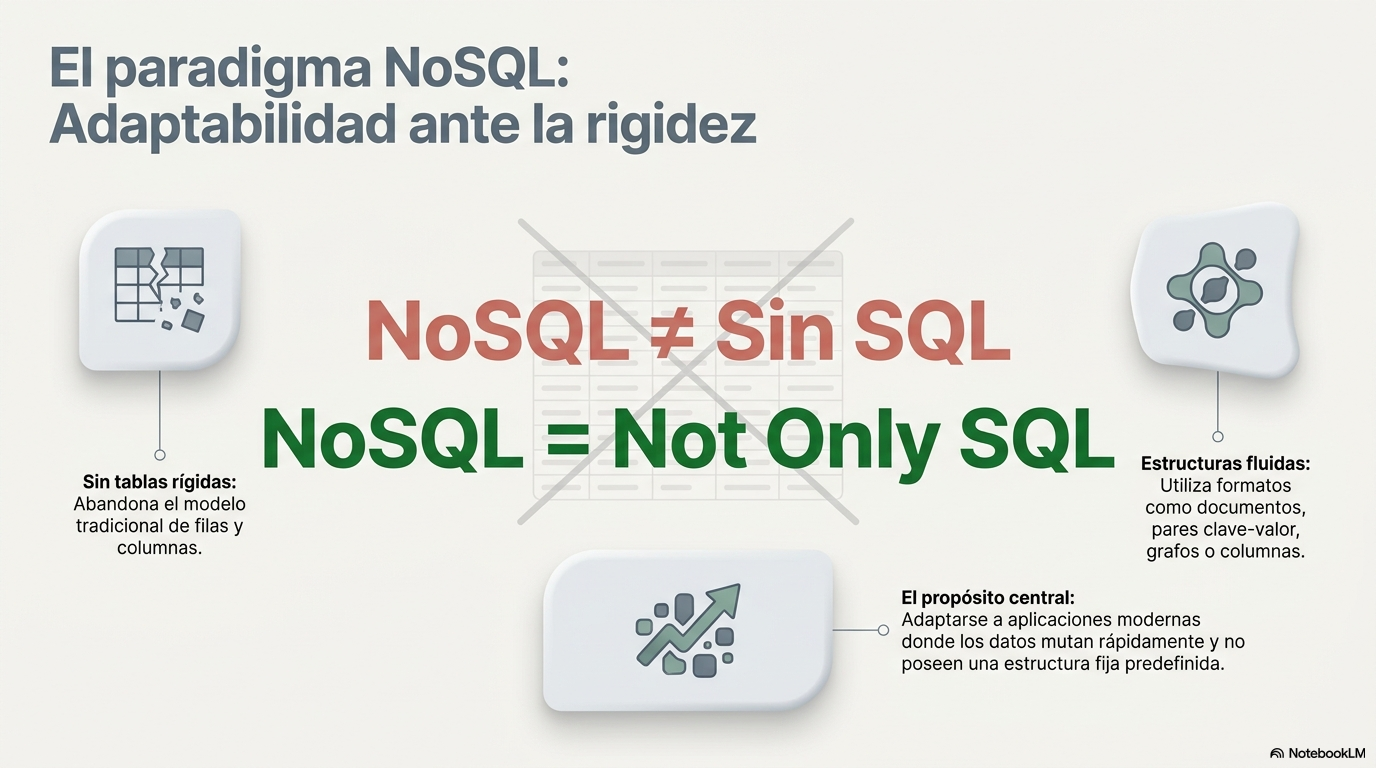 El paradigma NoSQL:
Adaptabilidad ante la rigidez
NoSQL ≠ Sin SQL
NoSQL = Not Only SQL
Sin tablas rígidas:
Abandona el modelo
tradicional de filas y
columnas.
Estructuras fluidas:
Utiliza formatos
como documentos,
pares clave-valor,
grafos o columnas.
El propósito central:
Adaptarse a aplicaciones modernas
donde los datos mutan rápidamente y no
poseen una estructura fija predefinida.
NotebookLM